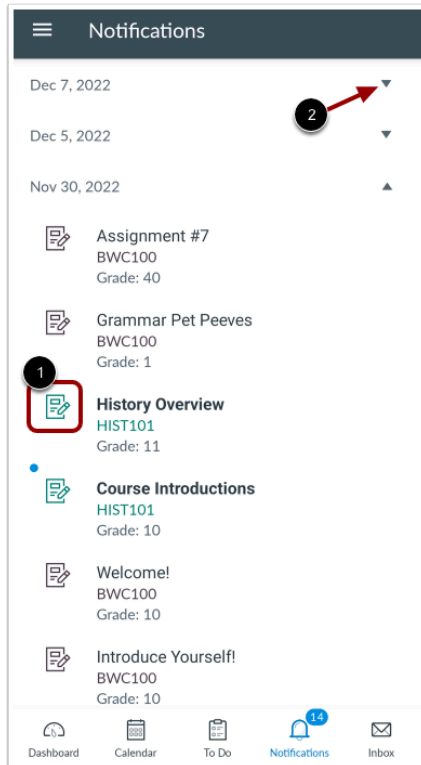 Notifications
Dec 7, 2022
2
Dec 5, 2022
Nov 30, 2022
Assignment #7
BWC100
Grade: 40
Grammar Pet Peeves
BWC100
Grade: 1
1
History Overview
HIST101
Grade: 11
Course Introductions
HIST101
Grade: 10
Welcome!
BWC100
Grade: 10
Introduce Yourself!
BWC100
Grade: 10
14
Dashboard Calendar To Do Notifications Inbox